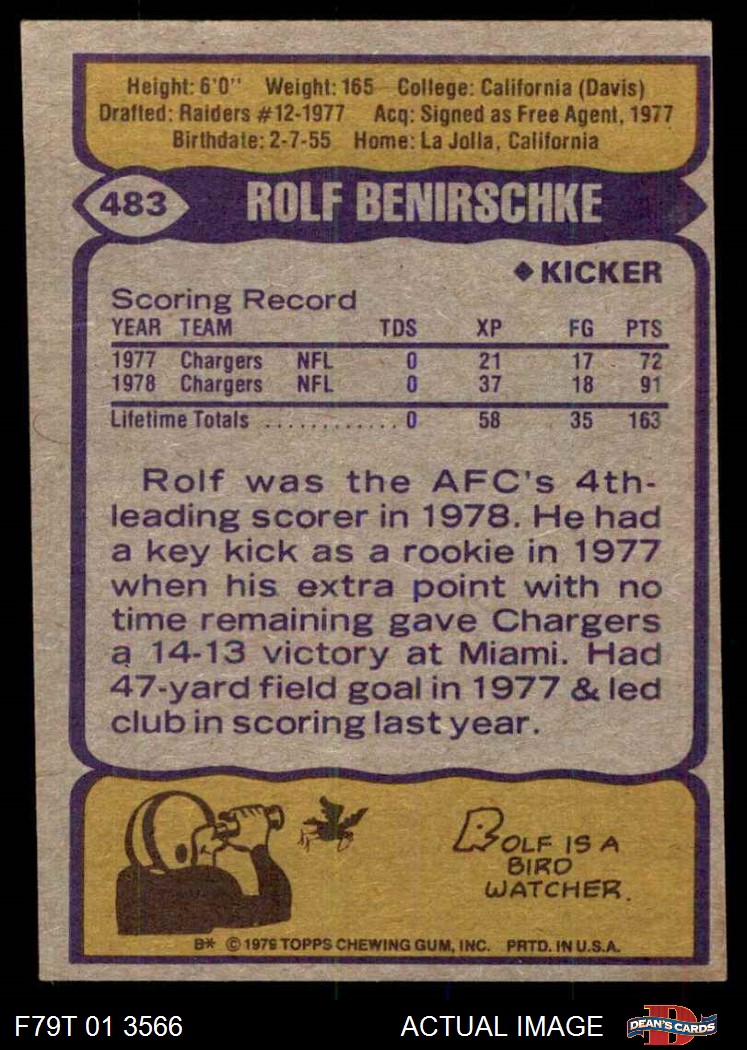 Height: 6'0" Weight: 165 College: California (Davis)
Drafted: Raiders #12-1977 Acq: Signed as Free Agent, 1977
Birthdate: 2-7-55 Home: La Jolla, California
483 ROLF BENIRSCHKE
◆ KICKER
Scoring Record
YEAR TEAM TDS XP FG PTS
1977 Chargers NFL 0 21 17 72
1978 Chargers NFL 0 37 18 91
Lifetime Totals ............ 0 58 35 163
Rolf was the AFC's 4th-
leading scorer in 1978. He had
a key kick as a rookie in 1977
when his extra point with no
time remaining gave Chargers
a 14-13 victory at Miami. Had
47-yard field goal in 1977 & led
club in scoring last year.
ROLF IS A
BIRD
WATCHER.
B* © 1979 TOPPS CHEWING GUM, INC. PRTD. IN U.S.A.
F79T 01 3566 ACTUAL IMAGE D DEAN'S CARDS